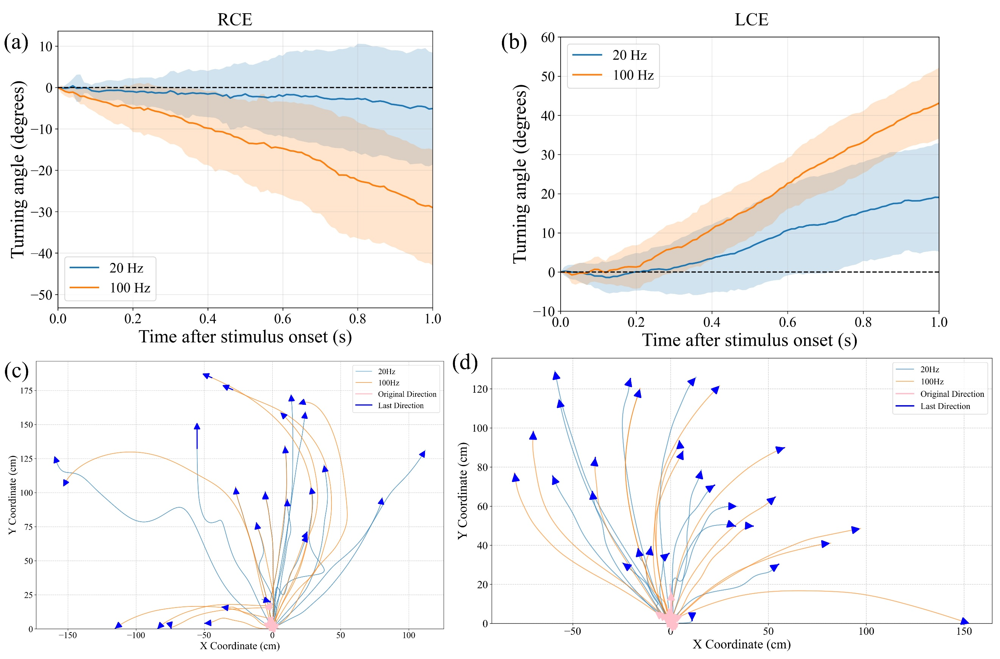 RCE
(a)
10
0
−10
−20
−30
−40
−50
Turning angle (degrees)
20 Hz
100 Hz
0.0 0.2 0.4 0.6 0.8 1.0
Time after stimulus onset (s)
LCE
(b)
60
50
40
30
20
10
0
−10
Turning angle (degrees)
20 Hz
100 Hz
0.0 0.2 0.4 0.6 0.8 1.0
Time after stimulus onset (s)
(c)
175
150
125
100
75
50
25
0
Y Coordinate (cm)
20Hz
100Hz
Original Direction
Last Direction
−150 −100 −50 0 50 100
X Coordinate (cm)
(d)
120
100
80
60
40
20
0
Y Coordinate (cm)
20Hz
100Hz
Original Direction
Last Direction
−50 0 50 100 150
X Coordinate (cm)